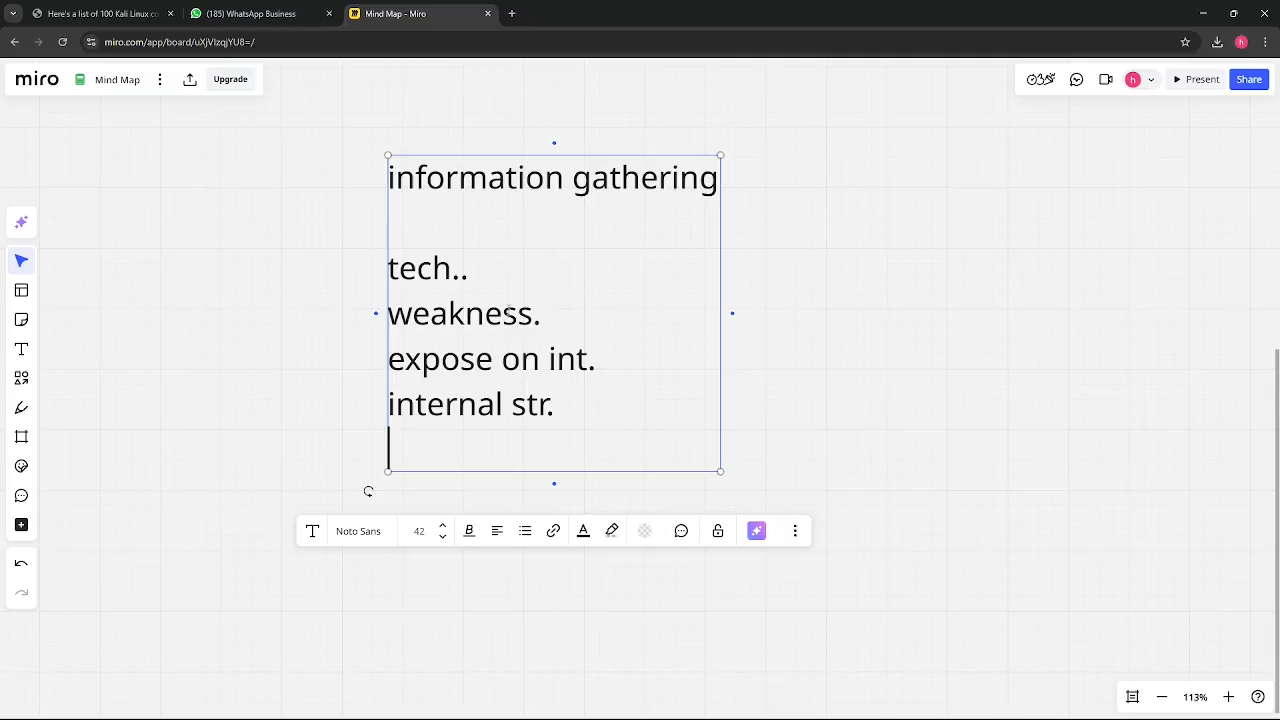 Here's a list of 100 Kali Linux co
(185) WhatsApp Business
Mind Map - Miro
miro.com/app/board/uXjVIzqjYU8=/
h
miro
Mind Map
Upgrade
h
Present
Share
information gathering
tech..
weakness.
expose on int.
internal str.
Noto Sans
42
B
A
113%